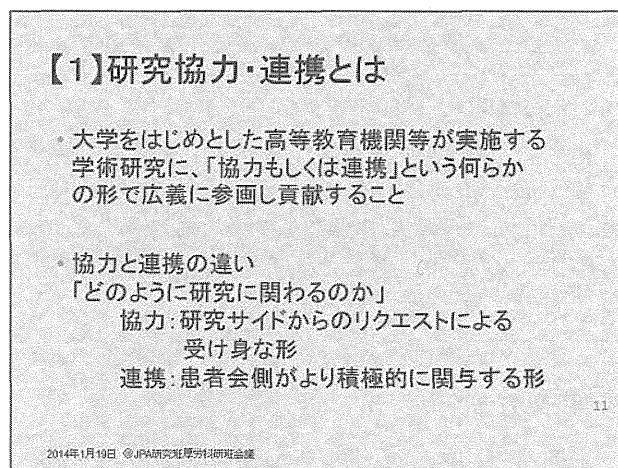 【1】研究協力・連携とは
・大学をはじめとした高等教育機関等が実施する
学術研究に、「協力もしくは連携」という何らか
の形で広義に参画し貢献すること
・協力と連携の違い
「どのように研究に関わるのか」
協力：研究サイドからのリクエストによる
受け身な形
連携：患者会側がより積極的に関与する形
11
2014年1月19日 @JPA研究班厚労科研班会議